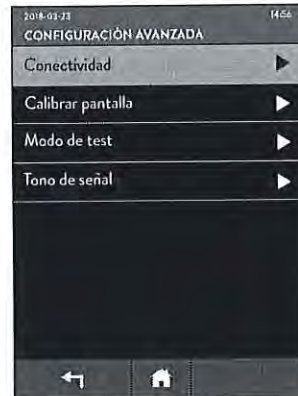 2018-03-23 14:56
CONFIGURACIÓN AVANZADA
Conectividad
Calibrar pantalla
Modo de test
Tono de señal